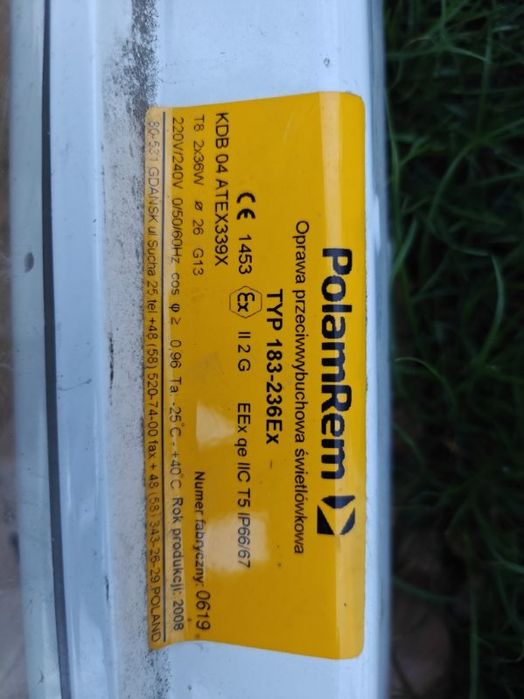 PolamRem
Oprawa przeciwwybuchowa świetlówkowa
TYP 183-236Ex
CE 1453 Ex II 2 G EEx qe IIC T5 IP66/67
KDB 04 ATEX339X
T8 2x36W ø 26 G13 Numer fabryczny: 0619
220V/240V 0/50/60Hz cos φ ≥ 0,96 Ta: -25°C - +40°C Rok produkcji: 2008
80-531 GDAŃSK ul Sucha 25 tel +48 (58) 520-74-00 fax + 48 (58) 343-26-29 POLAND